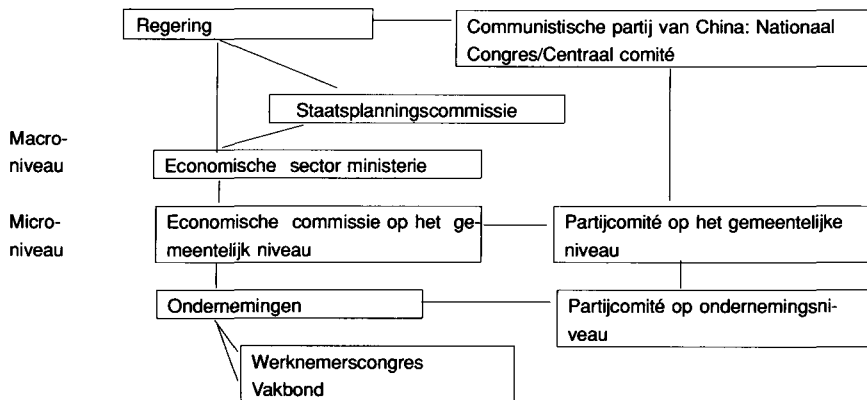 Regering
Communistische partij van China: Nationaal
Congres/Centraal comité
Staatsplanningscommissie
Macro-
niveau
Economische sector ministerie
Micro-
niveau
Economische commissie op het ge-
meentelijk niveau
Partijcomité op het gemeentelijke
niveau
Ondernemingen
Partijcomité op ondernemingsni-
veau
Werknemerscongres
Vakbond